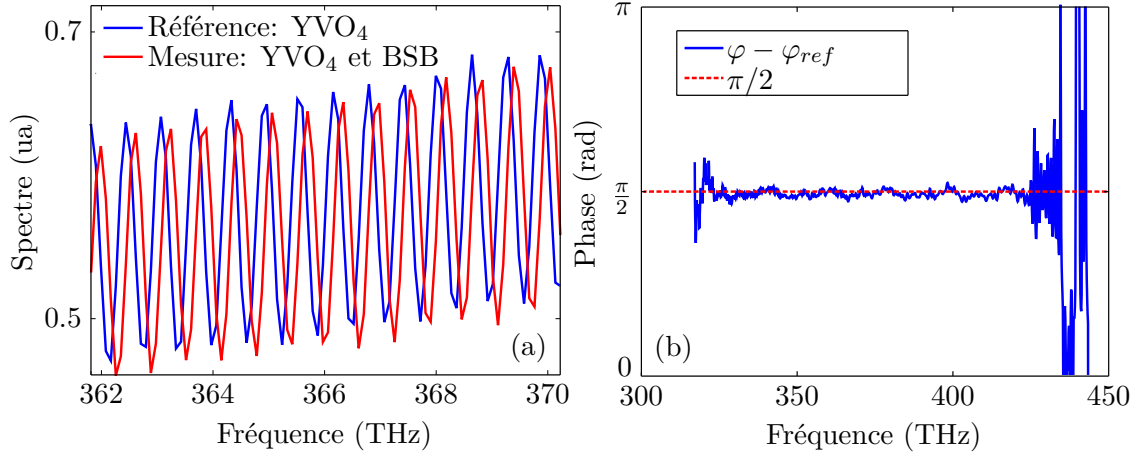 0.7
0.5
Spectre (ua)
Référence: YVO₄
Mesure: YVO₄ et BSB
(a)
362 364 366 368 370
Fréquence (THz)
π
π/2
0
Phase (rad)
φ − φ_ref
π/2
(b)
300 350 400 450
Fréquence (THz)